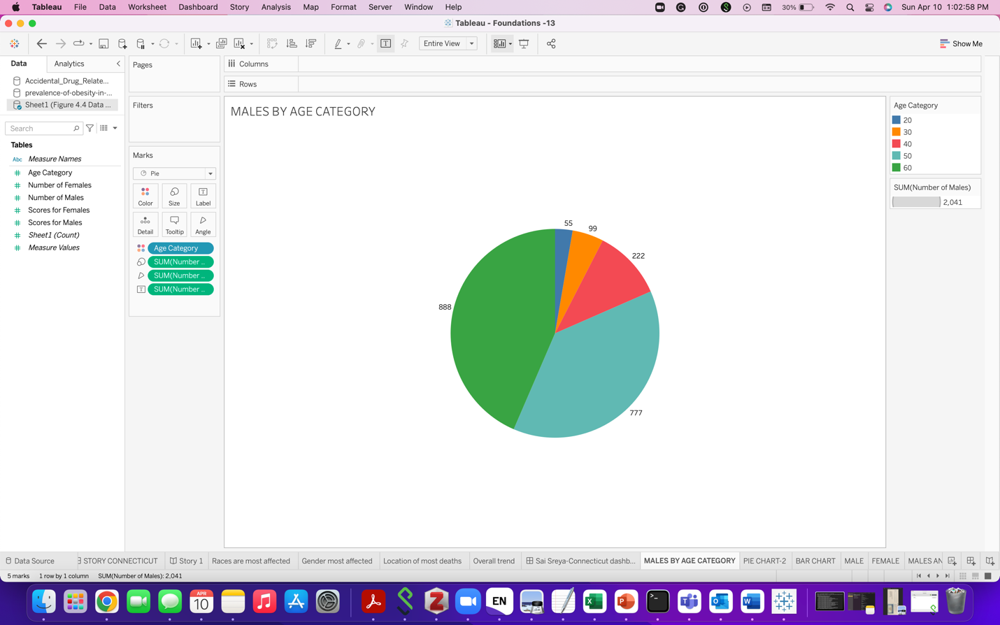 Tableau File Data Worksheet Dashboard Story Analysis Map Format Server Window Help 30% Sun Apr 10 1:02:58 PM
Tableau - Foundations -13
Entire View Show Me
Data Analytics
Accidental_Drug_Relate...
prevalence-of-obesity-in-...
Sheet1 (Figure 4.4 Data ...
Search
Tables
Abc Measure Names
Age Category
Number of Females
Number of Males
Scores for Females
Scores for Males
Sheet1 (Count)
Measure Values
Pages
Filters
Marks
Pie
Color Size Label
Detail Tooltip Angle
Age Category
SUM(Number ..
SUM(Number ..
SUM(Number ..
Columns
Rows
MALES BY AGE CATEGORY
55
99
222
888
777
Age Category
20
30
40
50
60
SUM(Number of Males)
2,041
Data Source STORY CONNECTICUT Story 1 Races are most affected Gender most affected Location of most deaths Overall trend Sai Sreya-Connecticut dashb... MALES BY AGE CATEGORY PIE CHART-2 BAR CHART MALE FEMALE MALES AN
5 marks 1 row by 1 column SUM(Number of Males): 2,041
APR
10
EN